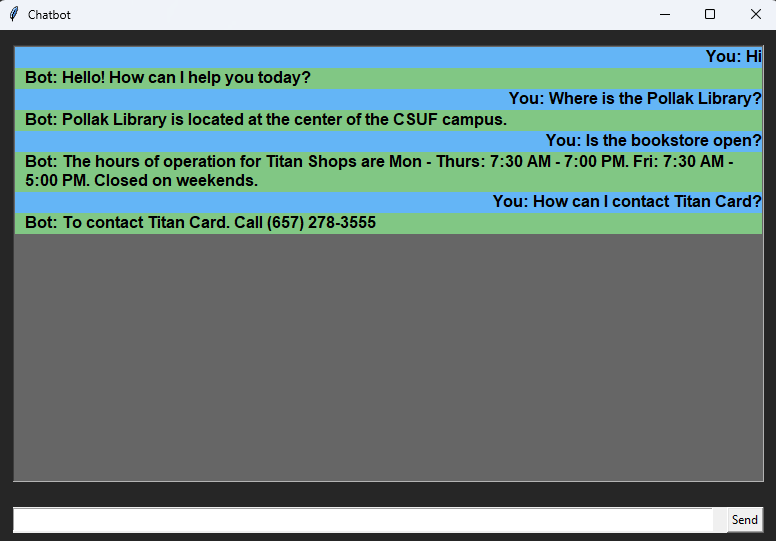 Chatbot
You: Hi
Bot: Hello! How can I help you today?
You: Where is the Pollak Library?
Bot: Pollak Library is located at the center of the CSUF campus.
You: Is the bookstore open?
Bot: The hours of operation for Titan Shops are Mon - Thurs: 7:30 AM - 7:00 PM. Fri: 7:30 AM -
5:00 PM. Closed on weekends.
You: How can I contact Titan Card?
Bot: To contact Titan Card. Call (657) 278-3555
Send